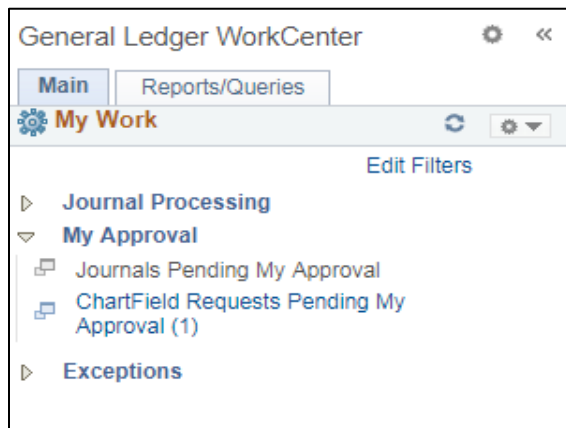 General Ledger WorkCenter
Main
Reports/Queries
My Work
Edit Filters
Journal Processing
My Approval
Journals Pending My Approval
ChartField Requests Pending My
Approval (1)
Exceptions